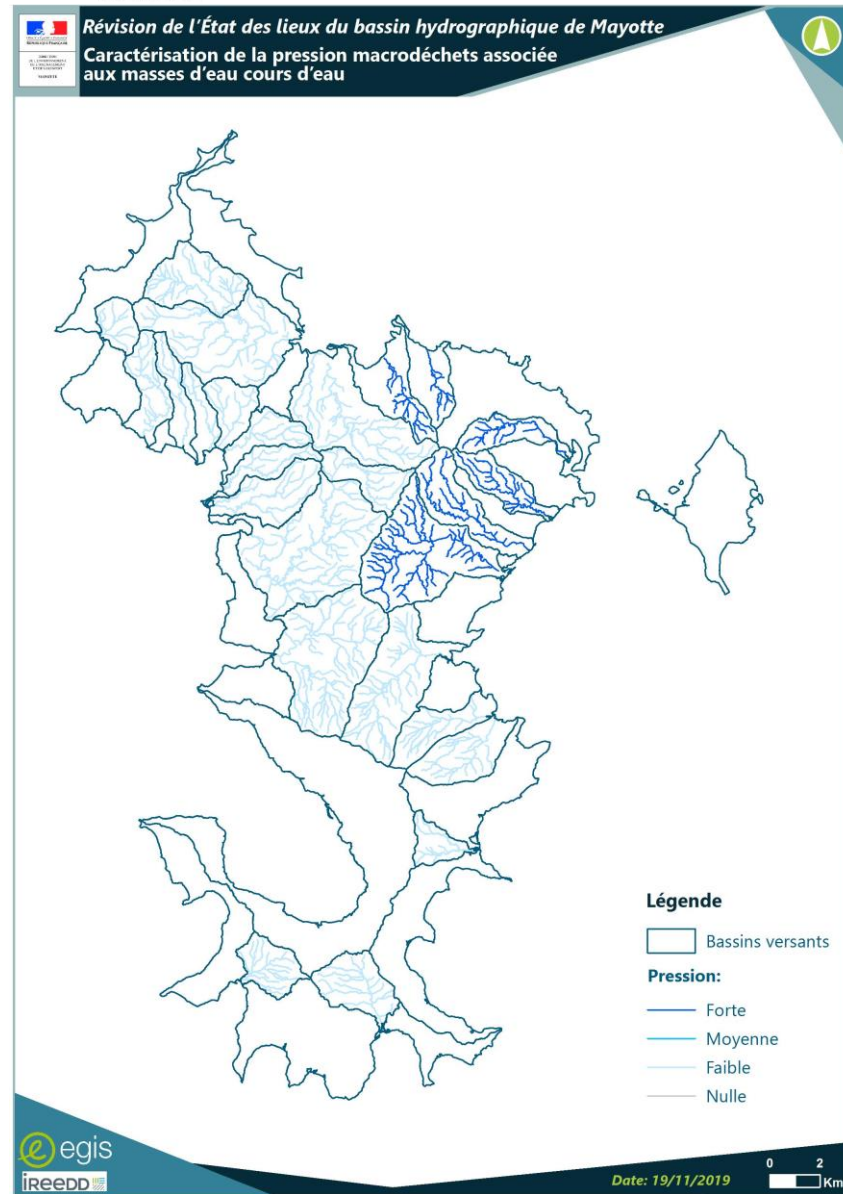 Révision de l'État des lieux du bassin hydrographique de Mayotte
Caractérisation de la pression macrodéchets associée
aux masses d'eau cours d'eau
MAYOTTE
Légende
Bassins versants
Pression:
Forte
Moyenne
Faible
Nulle
egis
iReeDD
Date: 19/11/2019
0 2
Km